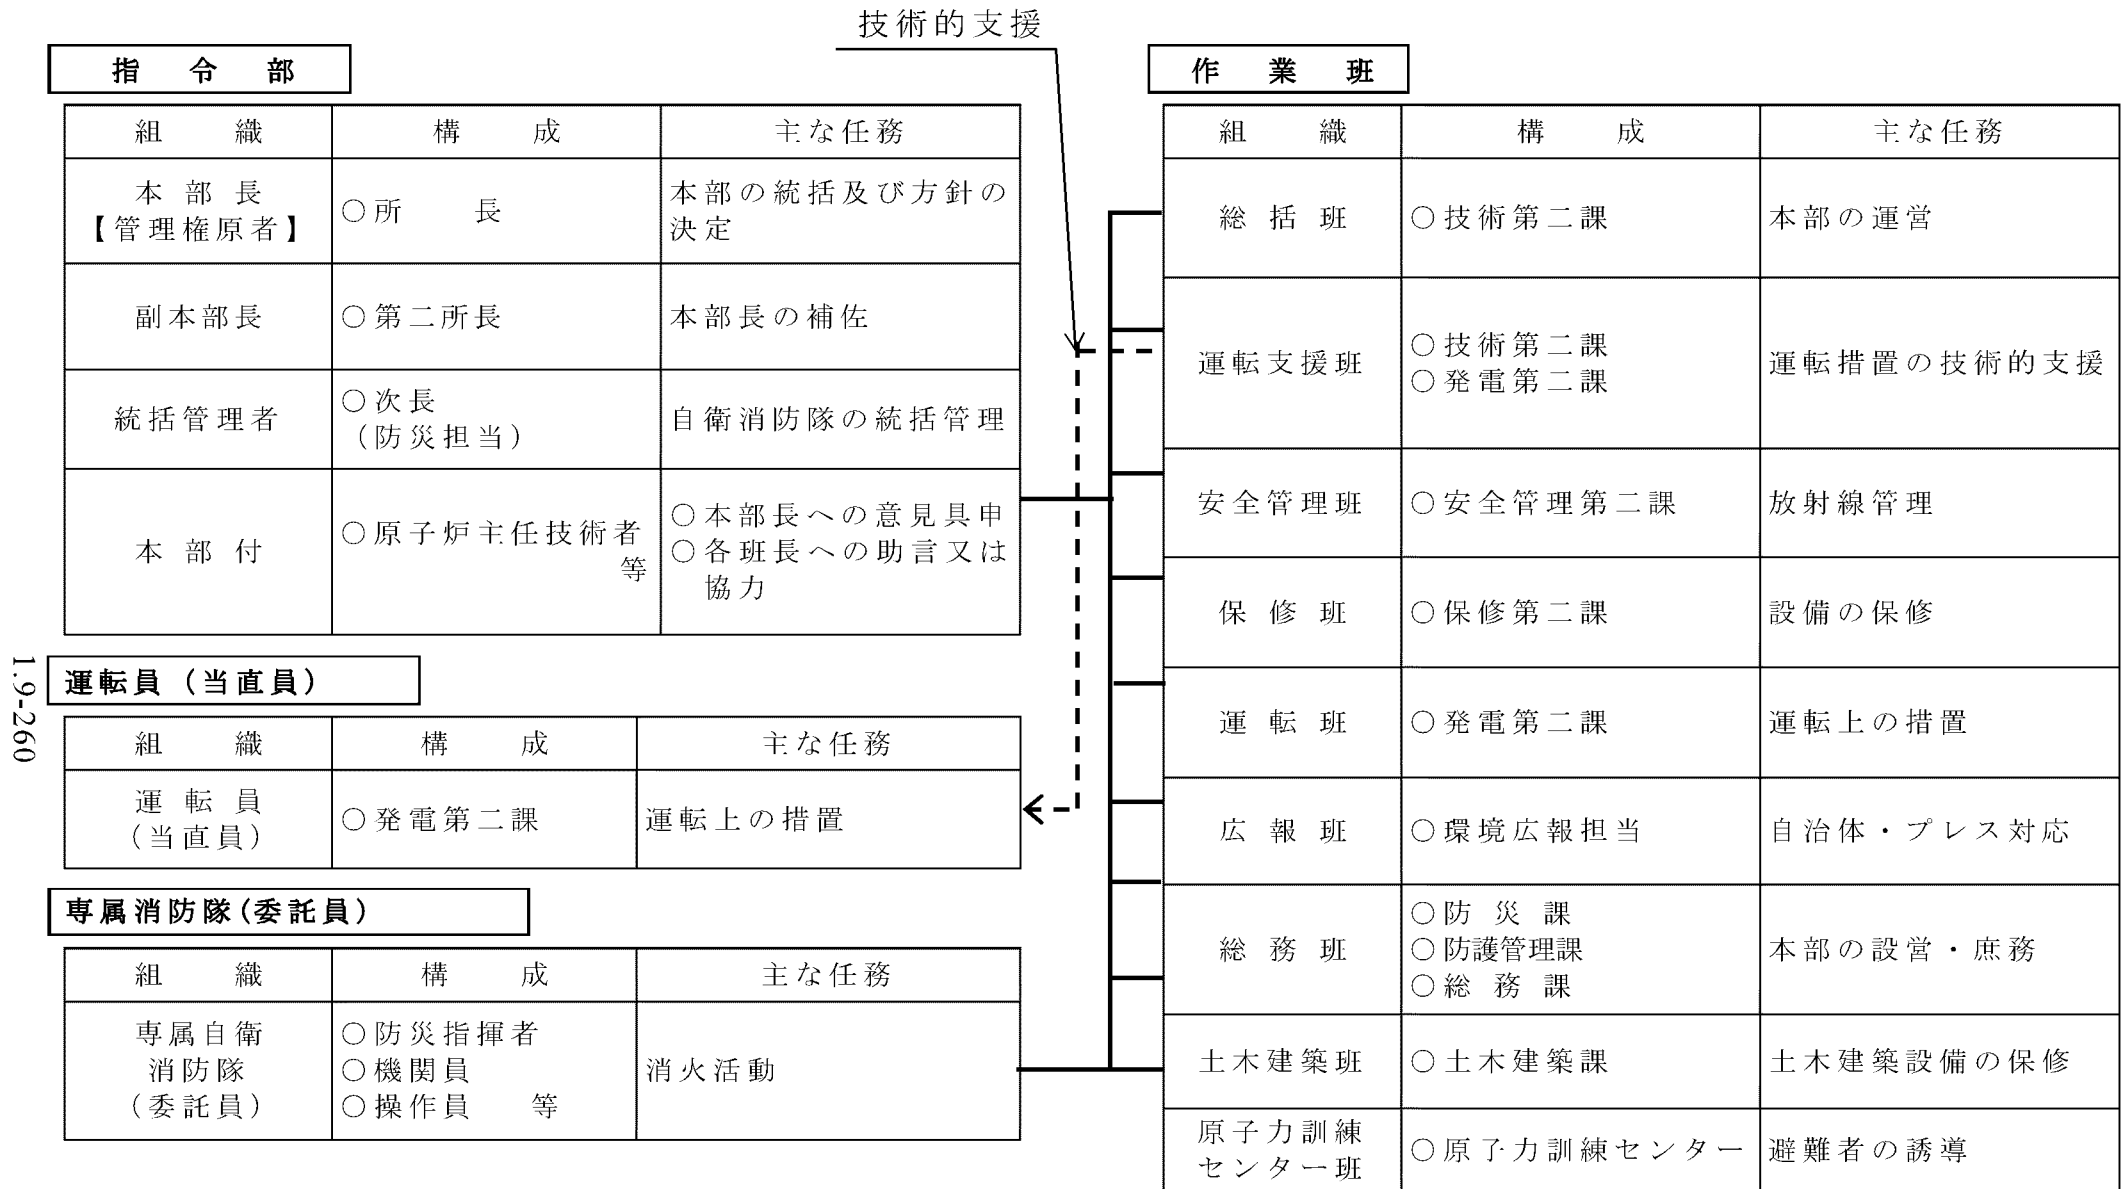 技術的支援
指令部
組織 構成 主な任務
本部長
【管理権原者】
○所長
本部の統括及び方針の
決定
副本部長 ○第二所長 本部長の補佐
統括管理者
○次長
（防災担当）
自衛消防隊の統括管理
本部付
○原子炉主任技術者
等
○本部長への意見具申
○各班長への助言又は
協力
運転員（当直員）
組織 構成 主な任務
運転員
（当直員）
○発電第二課
運転上の措置
専属消防隊(委託員)
組織 構成 主な任務
専属自衛
消防隊
（委託員）
○防災指揮者
○機関員
○操作員 等
消火活動
作業班
組織 構成 主な任務
総括班 ○技術第二課 本部の運営
運転支援班
○技術第二課
○発電第二課
運転措置の技術的支援
安全管理班 ○安全管理第二課 放射線管理
保修班 ○保修第二課 設備の保修
運転班 ○発電第二課 運転上の措置
広報班 ○環境広報担当 自治体・プレス対応
総務班
○防災課
○防護管理課
○総務課
本部の設営・庶務
土木建築班 ○土木建築課 土木建築設備の保修
原子力訓練
センター班
○原子力訓練センター
避難者の誘導
1.9-260